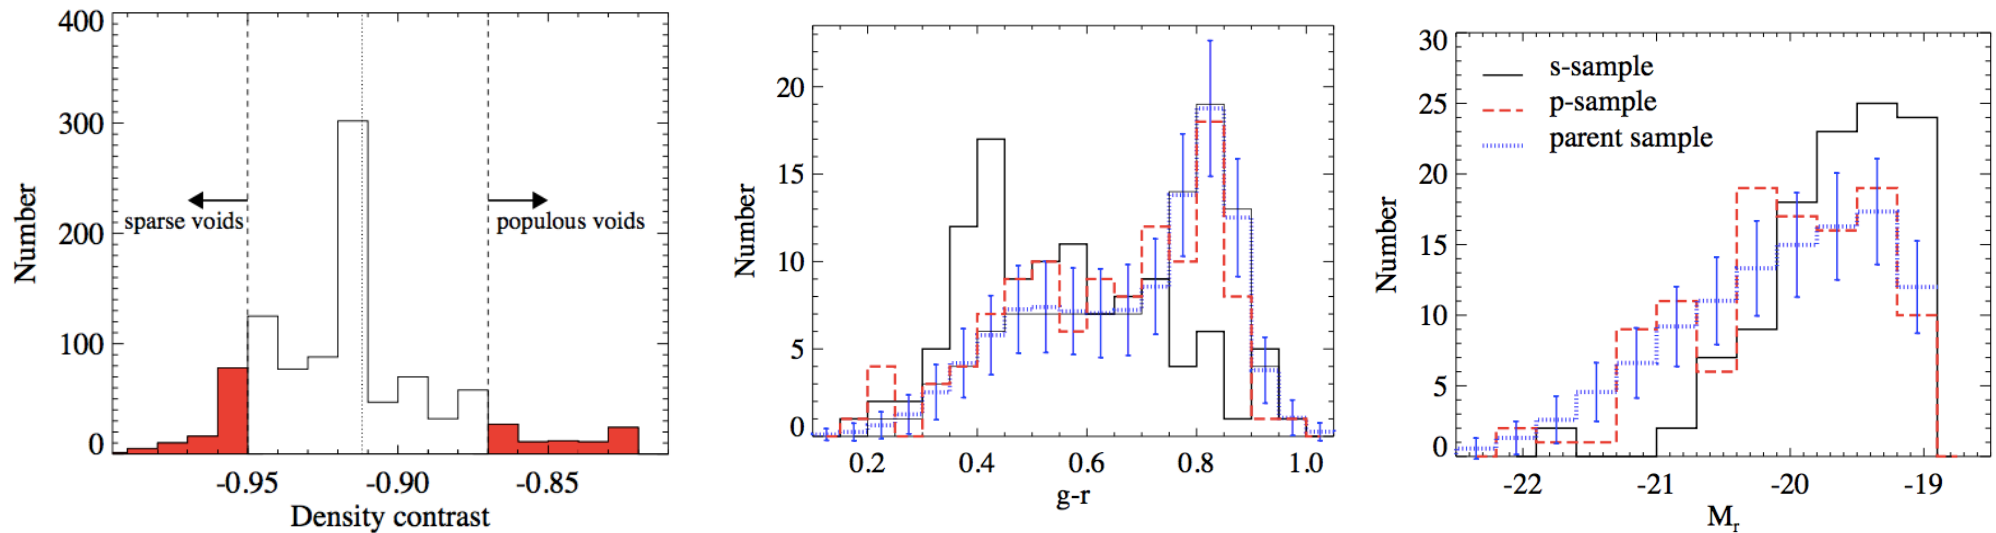 400
300
200
100
0
Number
sparse voids
populous voids
-0.95
-0.90
-0.85
Density contrast
20
15
10
5
0
Number
0.2
0.4
0.6
0.8
1.0
g-r
30
25
20
15
10
5
0
Number
s-sample
p-sample
parent sample
-22
-21
-20
-19
Mr